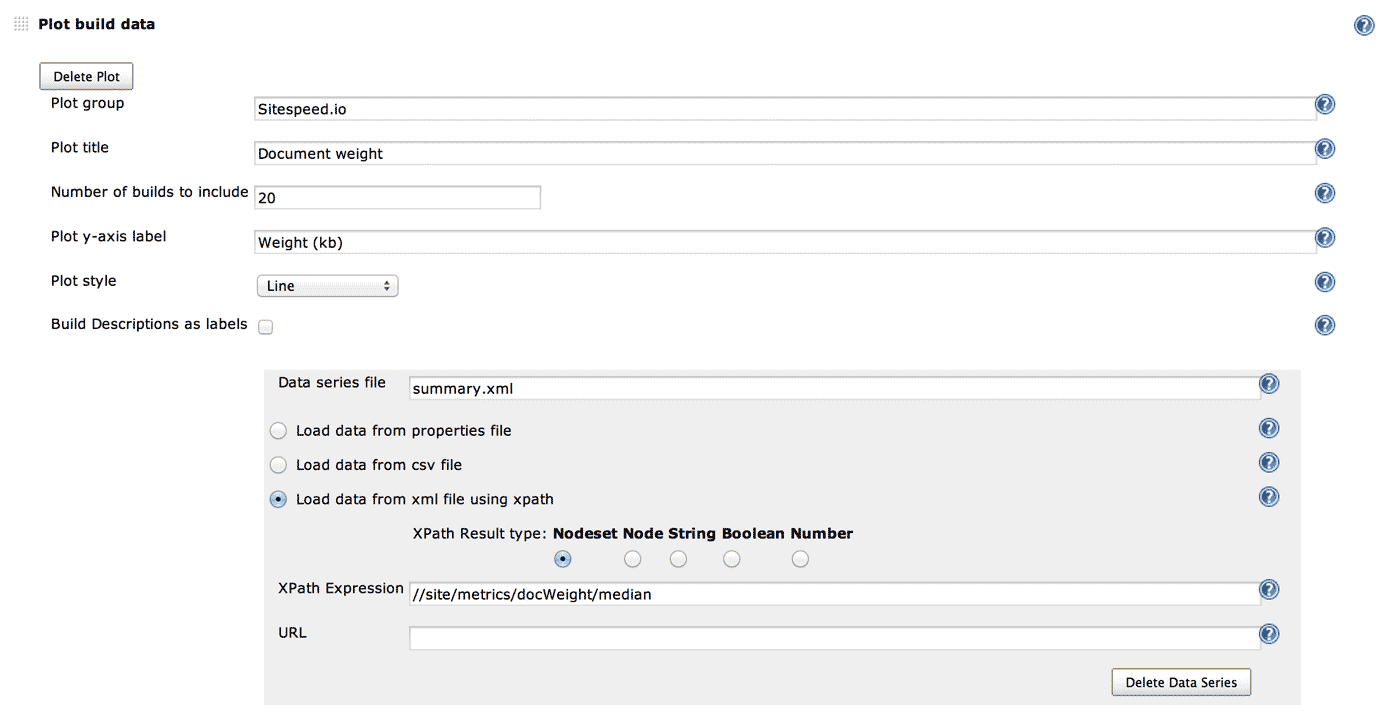 Plot build data
Delete Plot
Plot group Sitespeed.io
Plot title Document weight
Number of builds to include 20
Plot y-axis label Weight (kb)
Plot style Line
Build Descriptions as labels
Data series file summary.xml
Load data from properties file
Load data from csv file
Load data from xml file using xpath
XPath Result type: Nodeset Node String Boolean Number
XPath Expression //site/metrics/docWeight/median
URL
Delete Data Series